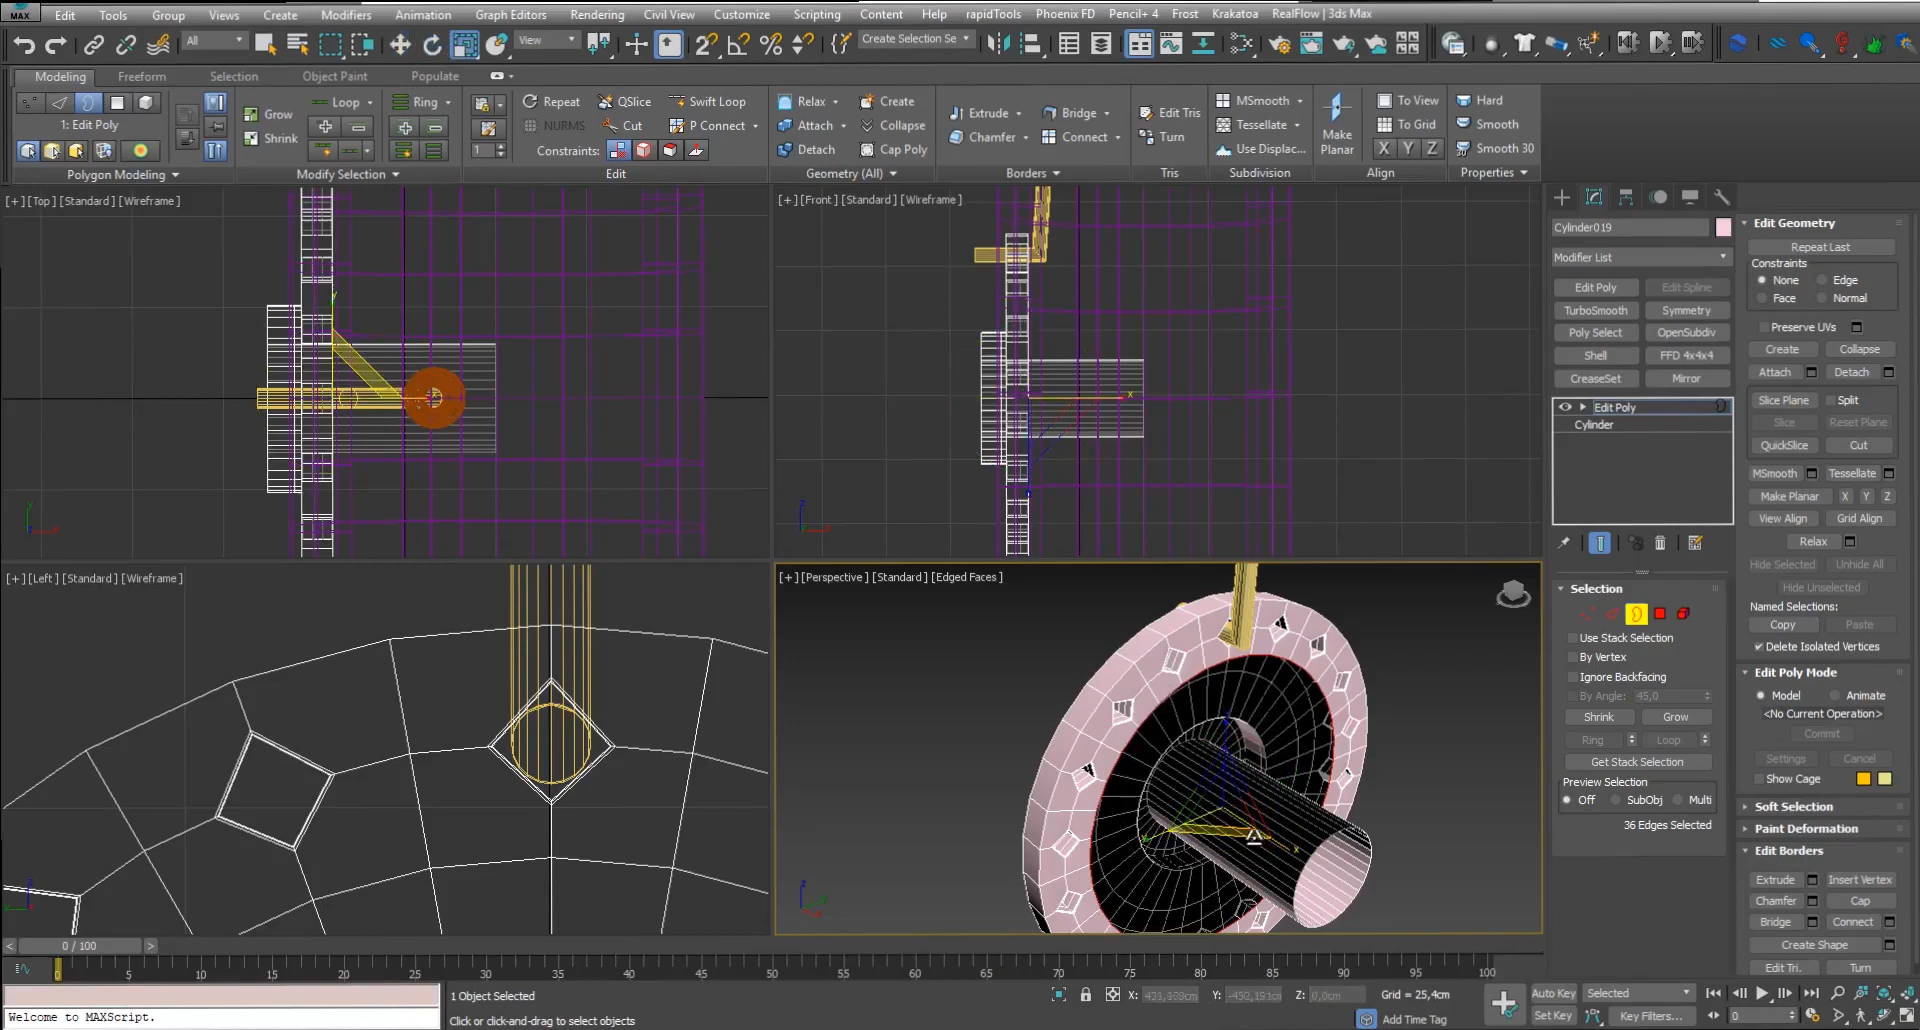 MAX Edit Tools Group Views Create Modifiers Animation Graph Editors Rendering Civil View Customize Scripting Content Help rapidTools Phoenix FD Pencil+ 4 Frost Krakatoa RealFlow | 3ds Max
All View Create Selection Se
Modeling Freeform Selection Object Paint Populate
Grow Loop Ring Repeat QSlice Swift Loop Relax Create Extrude Bridge Edit Tris MSmooth To View Hard
1: Edit Poly NURMS Cut P Connect Attach Collapse Chamfer Connect Turn Tessellate Make Planar To Grid Smooth
Shrink 1 Constraints: Detach Cap Poly Use Displac... X Y Z Smooth 30
Polygon Modeling Modify Selection Edit Geometry (All) Borders Tris Subdivision Align Properties
[+] [Top] [Standard] [Wireframe]
[+] [Front] [Standard] [Wireframe]
[+] [Left] [Standard] [Wireframe]
[+] [Perspective] [Standard] [Edged Faces]
Cylinder019
Modifier List
Edit Poly Edit Spline
TurboSmooth Symmetry
Poly Select OpenSubdiv
Shell FFD 4x4x4
CreaseSet Mirror
Edit Poly
Cylinder
Selection
Use Stack Selection
By Vertex
Ignore Backfacing
By Angle: 45,0
Shrink Grow
Ring Loop
Get Stack Selection
Preview Selection
Off SubObj Multi
36 Edges Selected
Edit Geometry
Repeat Last
Constraints
None Edge
Face Normal
Preserve UVs
Create Collapse
Attach Detach
Slice Plane Split
Slice Reset Plane
QuickSlice Cut
MSmooth Tessellate
Make Planar X Y Z
View Align Grid Align
Relax
Hide Selected Unhide All
Hide Unselected
Named Selections:
Copy Paste
Delete Isolated Vertices
Edit Poly Mode
Model Animate
<No Current Operation>
Commit
Settings Cancel
Show Cage
Soft Selection
Paint Deformation
Edit Borders
Extrude Insert Vertex
Chamfer Cap
Bridge Connect
Create Shape
Edit Tri. Turn
< 0 / 100 >
0 5 10 15 20 25 30 35 40 45 50 55 60 65 70 75 80 85 90 95 100
1 Object Selected X: Y: Z: 0,0cm Grid = 25,4cm Auto Key Selected
Welcome to MAXScript. Click or click-and-drag to select objects Add Time Tag Set Key Key Filters... 0